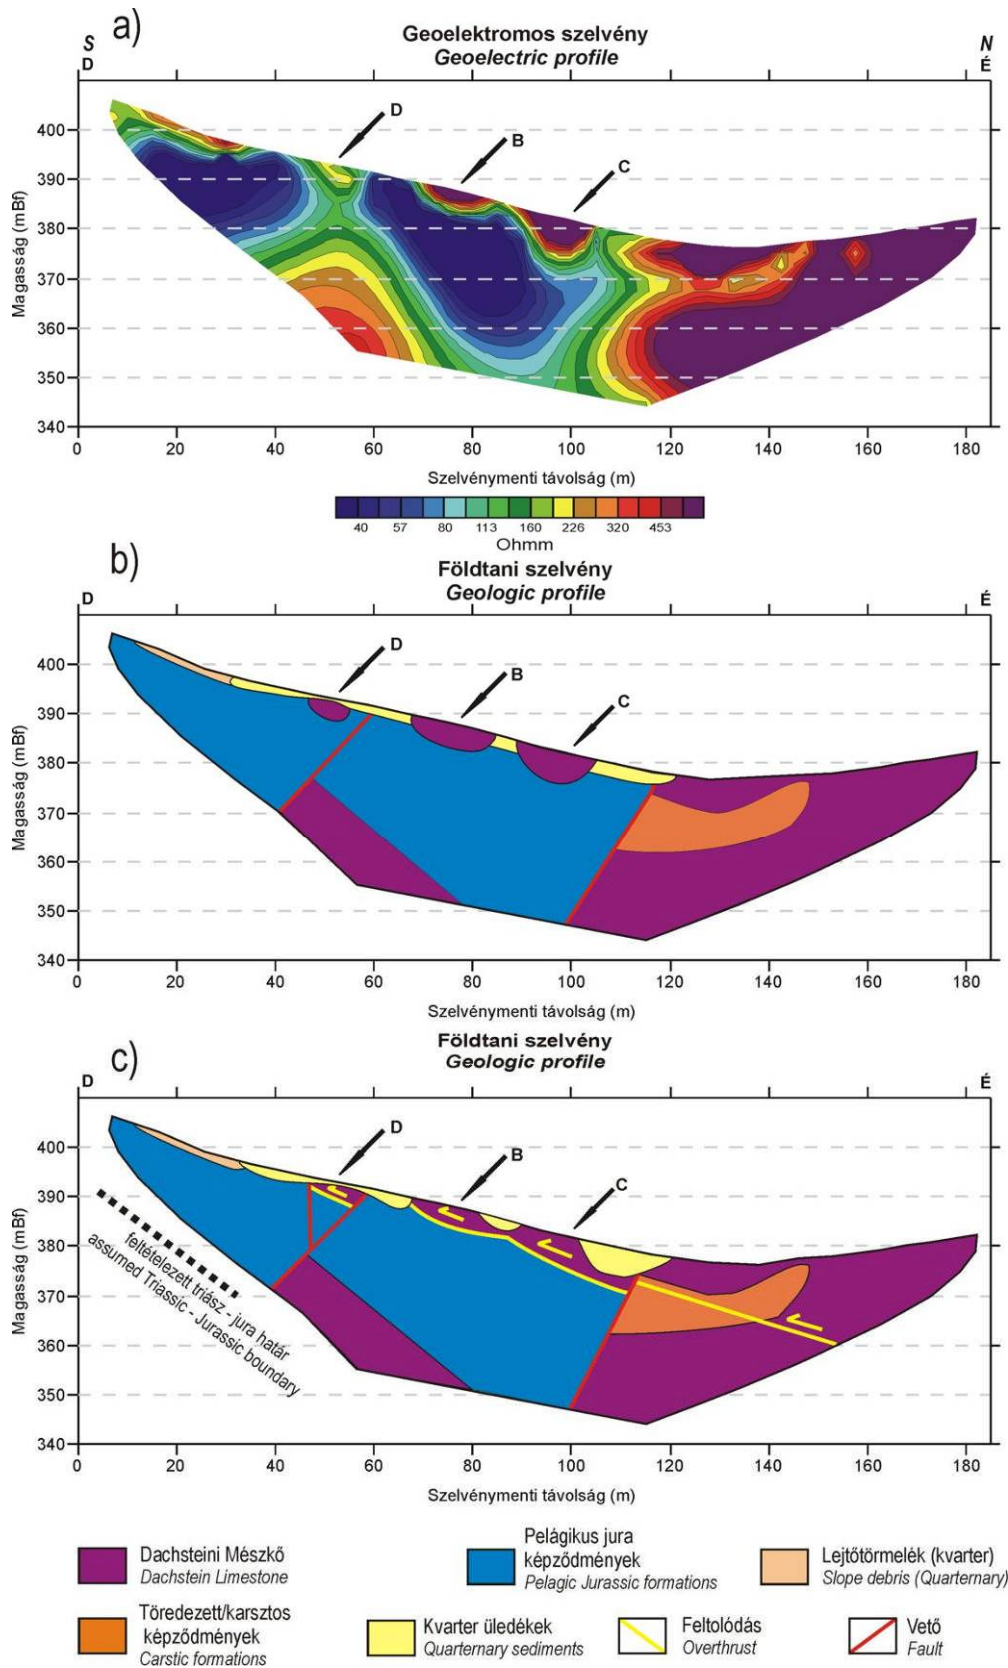 a)
Geoelektromos szelvény
Geoelectric profile
S
D
N
É
D
B
C
Magasság (mBf)
400
390
380
370
360
350
340
0 20 40 60 80 100 120 140 160 180
Szelvénymenti távolság (m)
40 57 80 113 160 226 320 453
Ohmm
b)
Földtani szelvény
Geologic profile
D
É
D
B
C
Magasság (mBf)
400
390
380
370
360
350
340
0 20 40 60 80 100 120 140 160 180
Szelvénymenti távolság (m)
c)
Földtani szelvény
Geologic profile
D
É
D
B
C
Magasság (mBf)
400
390
380
370
360
350
340
feltételezett triász - jura határ
assumed Triassic - Jurassic boundary
0 20 40 60 80 100 120 140 160 180
Szelvénymenti távolság (m)
Dachsteini Mészkő
Dachstein Limestone
Pelágikus jura
képződmények
Pelagic Jurassic formations
Lejtőtörmelék (kvarter)
Slope debris (Quaternary)
Töredezett/karsztos
képződmények
Carstic formations
Kvarter üledékek
Quarternary sediments
Feltolódás
Overthrust
Vető
Fault